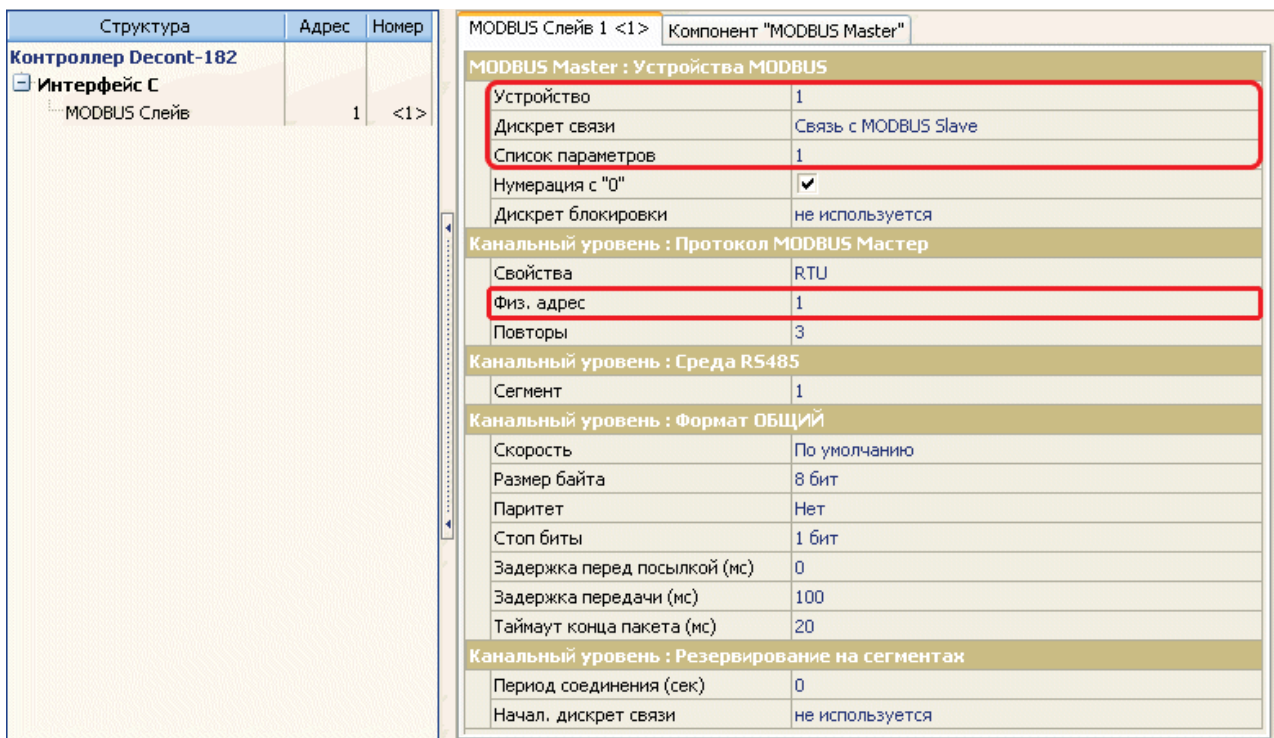 Структура Адрес Номер
Контроллер Decont-182
Интерфейс С
MODBUS Слейв 1 <1>
MODBUS Слейв 1 <1> Компонент "MODBUS Master"
MODBUS Master : Устройства MODBUS
Устройство 1
Дискрет связи Связь с MODBUS Slave
Список параметров 1
Нумерация с "0"
Дискрет блокировки не используется
Канальный уровень : Протокол MODBUS Мастер
Свойства RTU
Физ. адрес 1
Повторы 3
Канальный уровень : Среда RS485
Сегмент 1
Канальный уровень : Формат ОБЩИЙ
Скорость По умолчанию
Размер байта 8 бит
Паритет Нет
Стоп биты 1 бит
Задержка перед посылкой (мс) 0
Задержка передачи (мс) 100
Таймаут конца пакета (мс) 20
Канальный уровень : Резервирование на сегментах
Период соединения (сек) 0
Начал. дискрет связи не используется